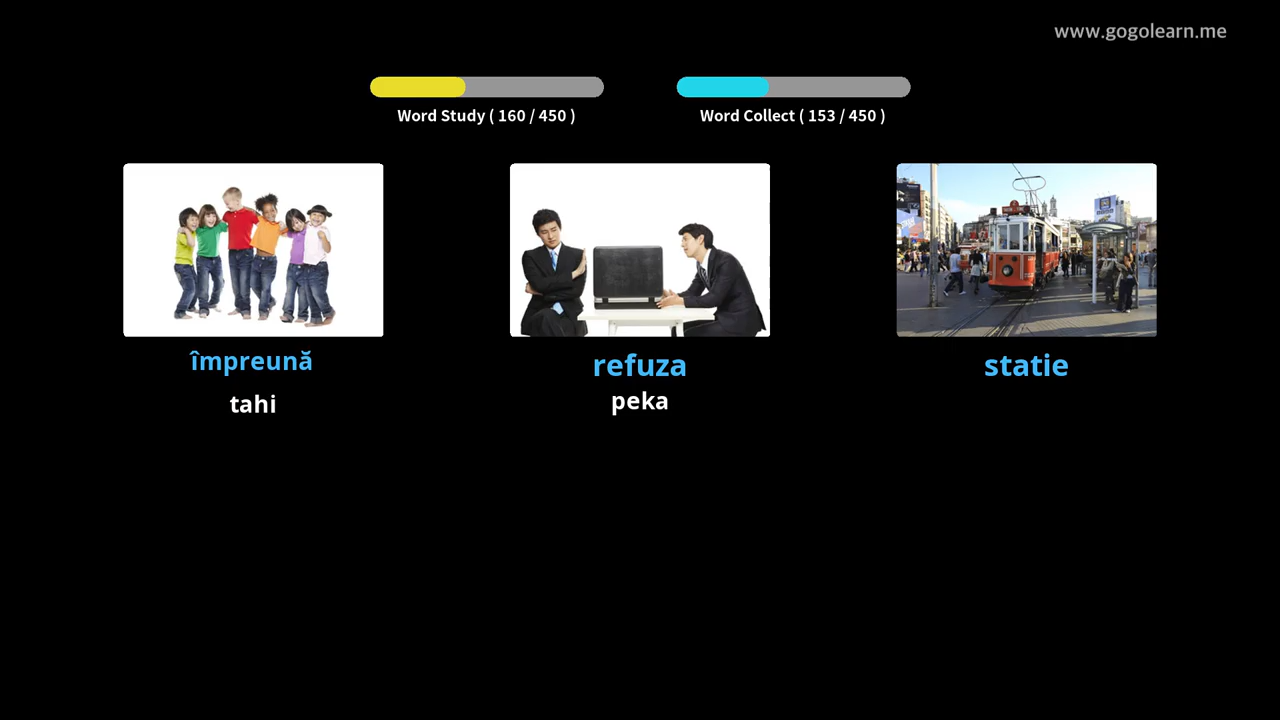 www.gogolearn.me
Word Study ( 160 / 450 )
Word Collect ( 153 / 450 )
împreună
refuza
statie
tahi
peka